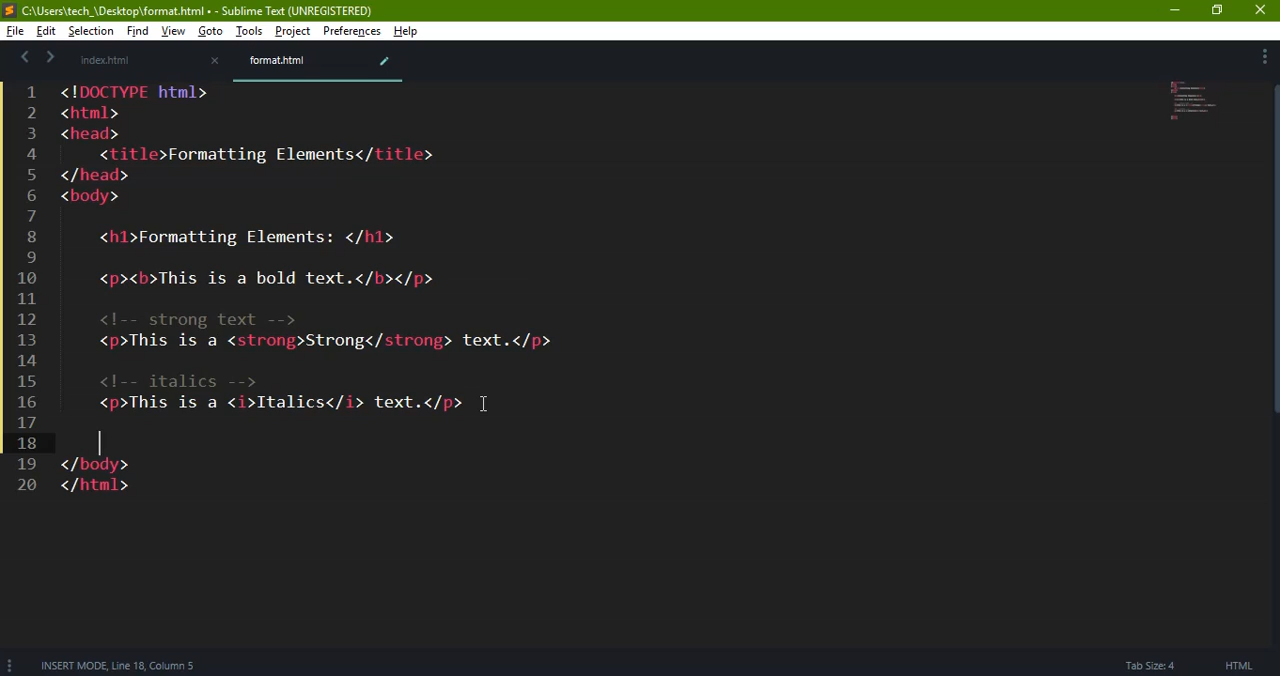 C:\Users\tech_\Desktop\format.html • - Sublime Text (UNREGISTERED)
File Edit Selection Find View Goto Tools Project Preferences Help
index.html format.html
1 <!DOCTYPE html>
2 <html>
3 <head>
4 <title>Formatting Elements</title>
5 </head>
6 <body>
7
8 <h1>Formatting Elements: </h1>
9
10 <p><b>This is a bold text.</b></p>
11
12 <!-- strong text -->
13 <p>This is a <strong>Strong</strong> text.</p>
14
15 <!-- italics -->
16 <p>This is a <i>Italics</i> text.</p>
17
18
19 </body>
20 </html>
INSERT MODE, Line 18, Column 5 Tab Size: 4 HTML